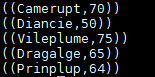 ((Camerupt,70))
((Diancie,50))
((Vileplume,75))
((Dragalge,65))
((Prinplup,64))